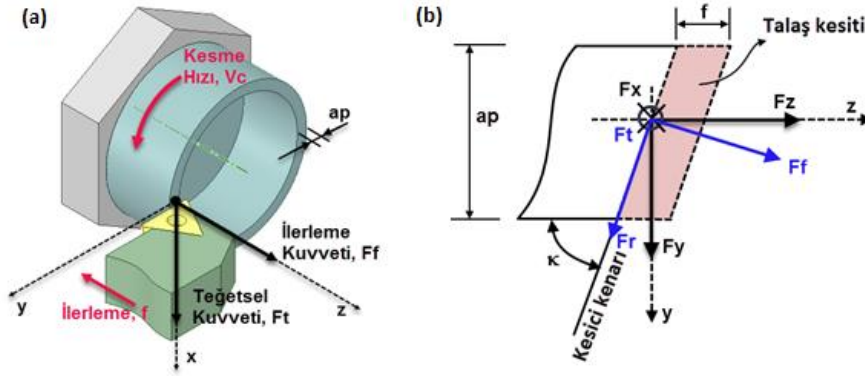 (a)
Kesme
Hızı, Vc
ap
İlerleme
Kuvveti, Ff
y
z
İlerleme, f
Teğetsel
Kuvveti, Ft
x
(b)
f
Talaş kesiti
ap
Fx
Fz
z
Ft
Ff
Fr
Fy
κ
Kesici kenarı
y